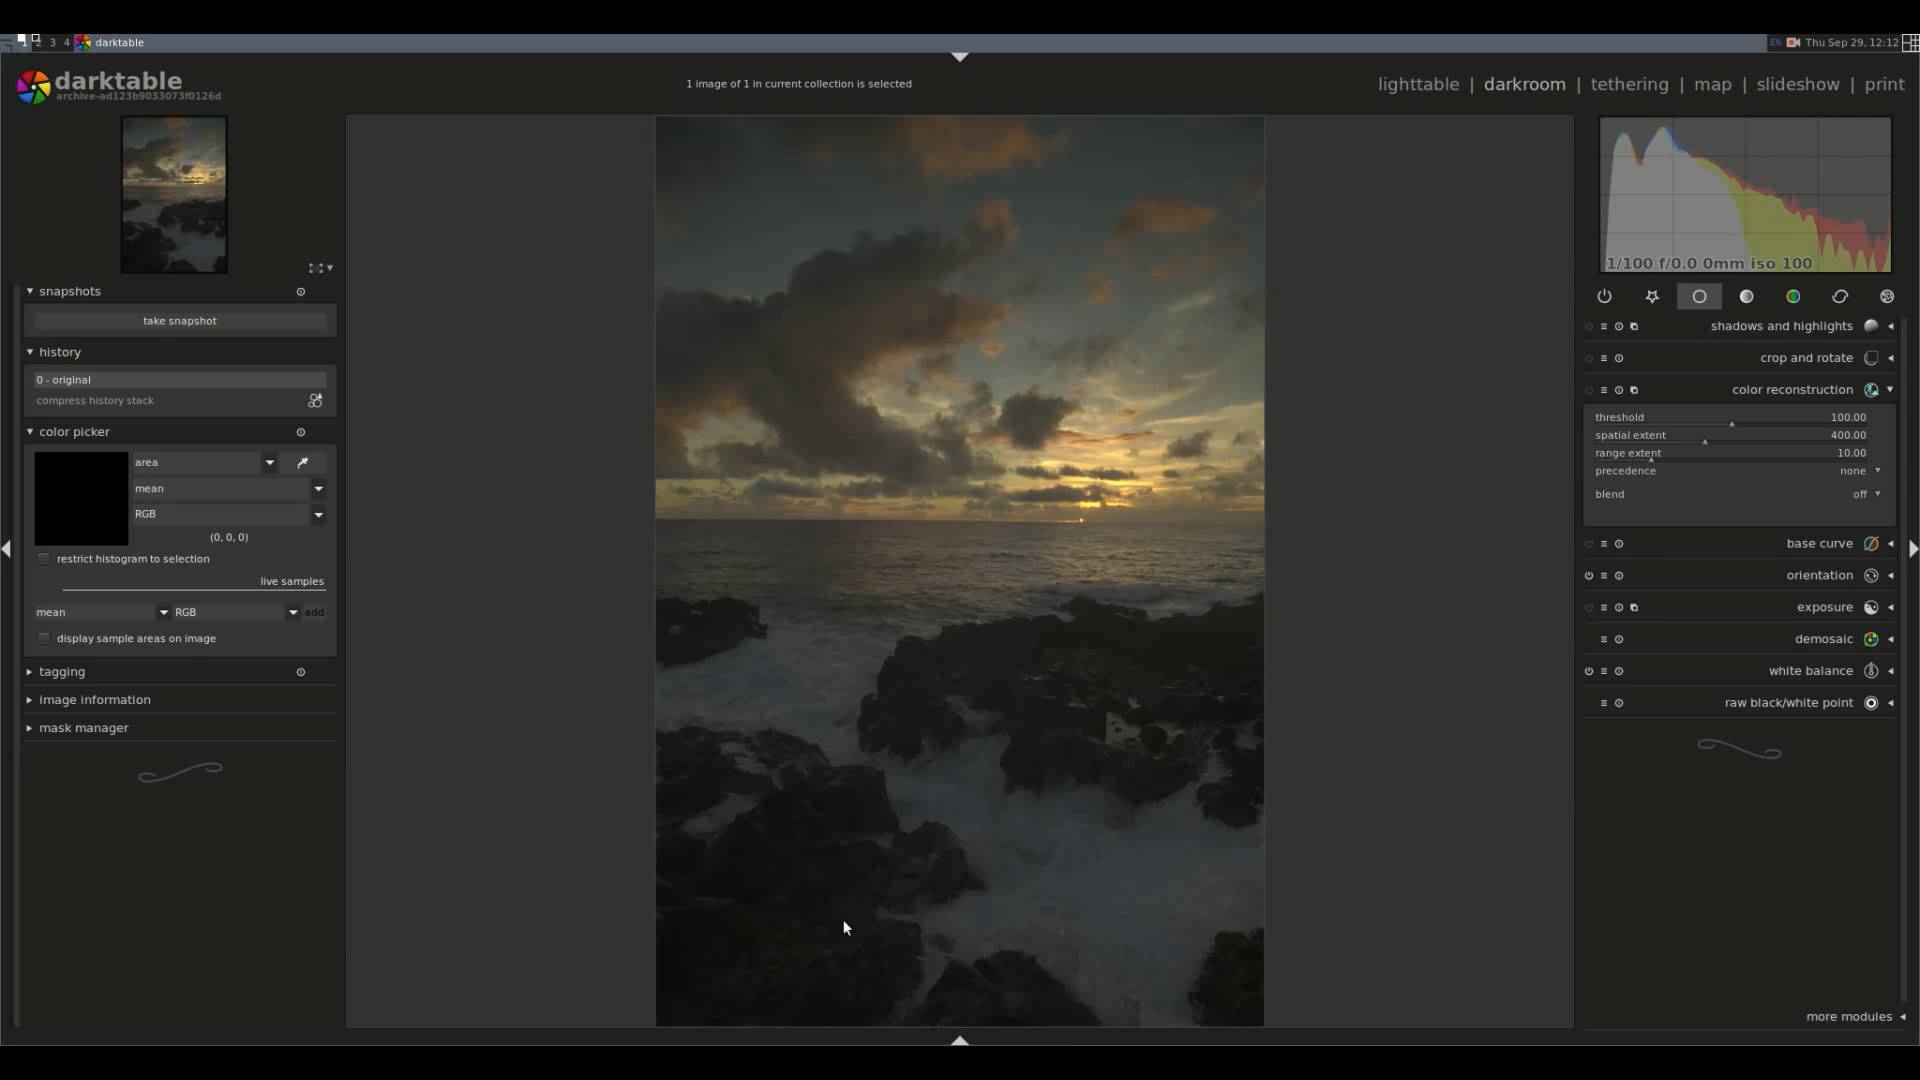 1 2 3 4 darktable
EN Thu Sep 29, 12:12
darktable
archive-ad123b9033073f0126d
1 image of 1 in current collection is selected
lighttable | darkroom | tethering | map | slideshow | print
snapshots
take snapshot
history
0 - original
compress history stack
color picker
area
mean
RGB
(0, 0, 0)
restrict histogram to selection
live samples
mean RGB add
display sample areas on image
tagging
image information
mask manager
1/100 f/0.0 0mm iso 100
shadows and highlights
crop and rotate
color reconstruction
threshold 100.00
spatial extent 400.00
range extent 10.00
precedence none
blend off
base curve
orientation
exposure
demosaic
white balance
raw black/white point
more modules